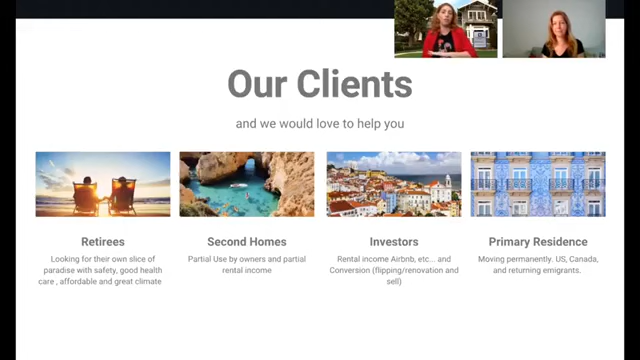 Our Clients
and we would love to help you
Retirees
Looking for their own slice of
paradise with safety, good health
care , affordable and great climate
Second Homes
Partial Use by owners and partial
rental income
Investors
Rental income Airbnb, etc... and
Conversion (flipping/renovation and
sell)
Primary Residence
Moving permanently. US, Canada,
and returning emigrants.